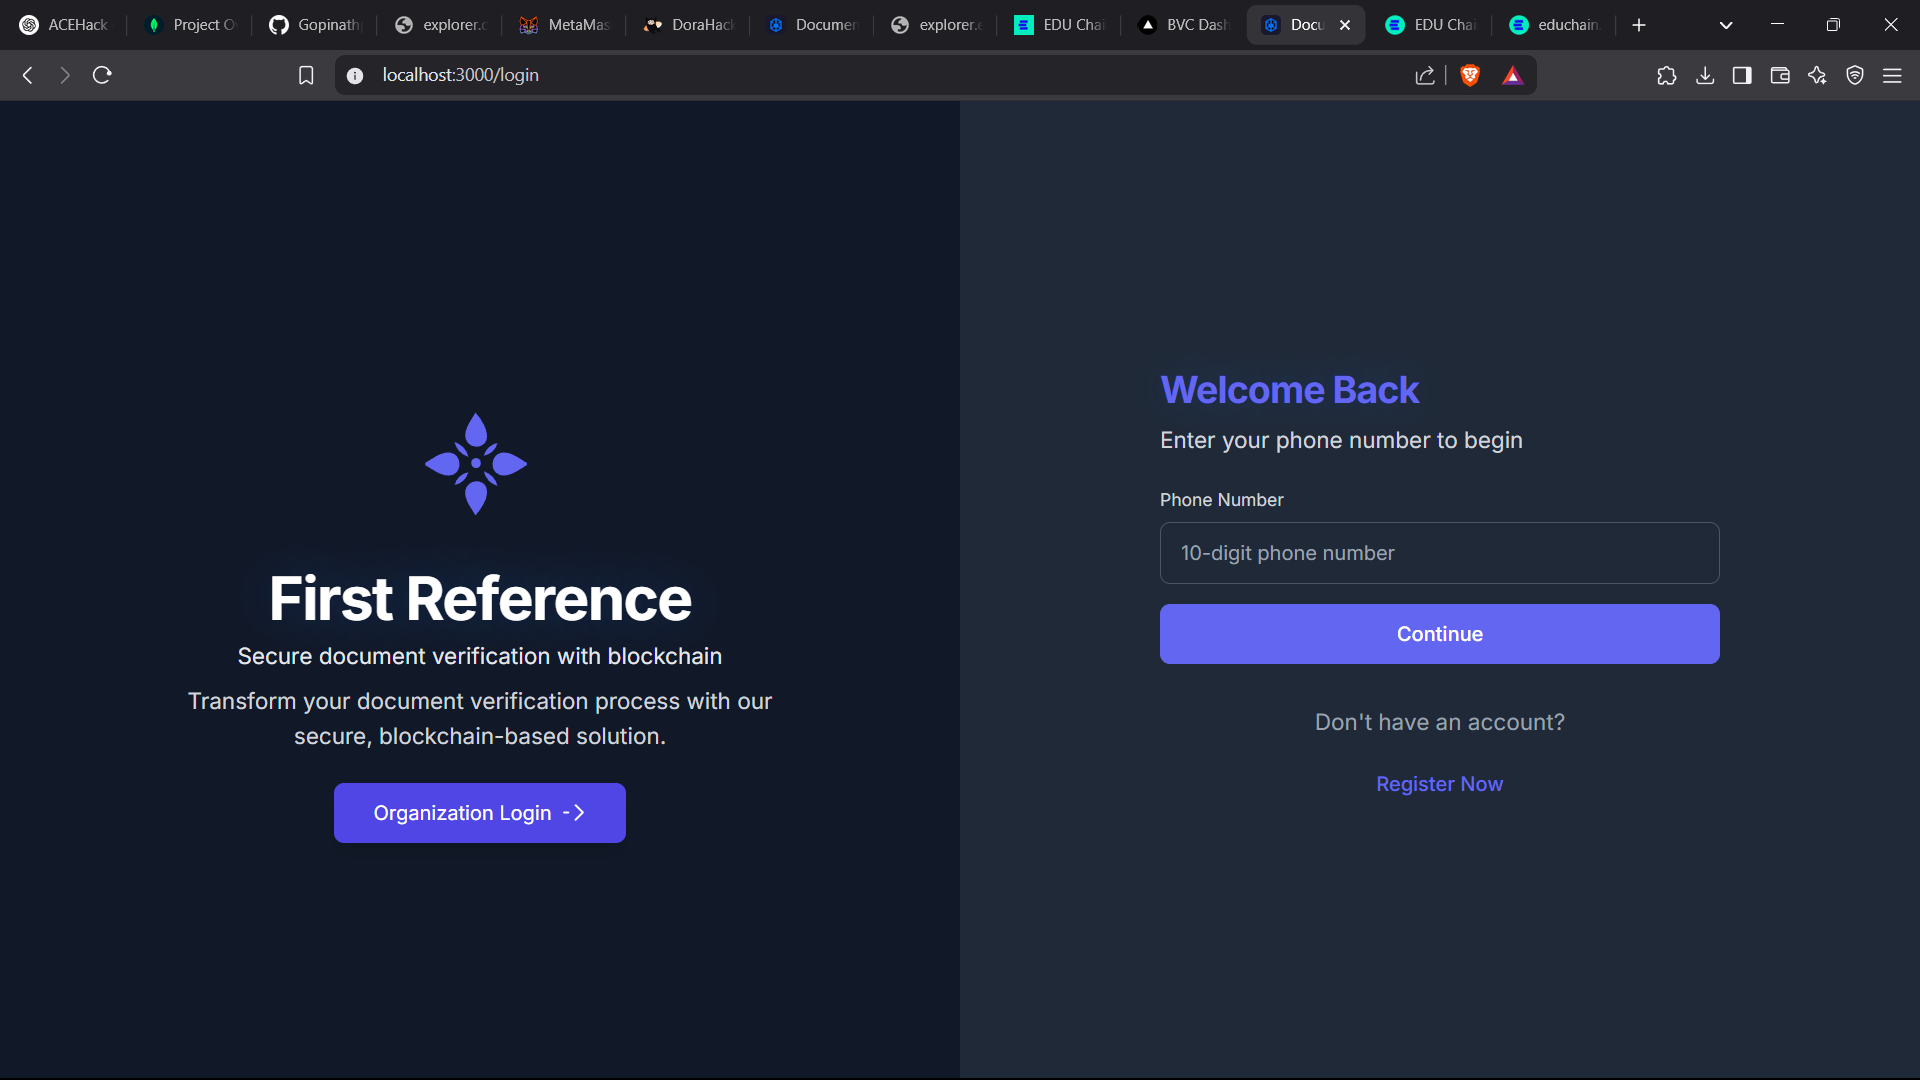 ACEHack
Project O
Gopinath
explorer.c
MetaMas
DoraHack
Documen
explorer.e
EDU Chai
BVC Dash
Docu
EDU Chai
educhain.
localhost:3000/login
First Reference
Secure document verification with blockchain
Transform your document verification process with our
secure, blockchain-based solution.
Organization Login ->
Welcome Back
Enter your phone number to begin
Phone Number
10-digit phone number
Continue
Don't have an account?
Register Now